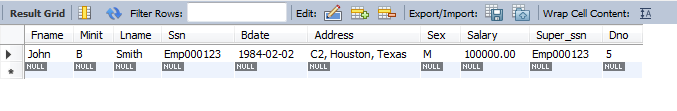 Result Grid Filter Rows: Edit: Export/Import: Wrap Cell Content: IA
Fname Minit Lname Ssn Bdate Address Sex Salary Super_ssn Dno
John B Smith Emp000123 1984-02-02 C2, Houston, Texas M 100000.00 Emp000123 5
NULL NULL NULL NULL NULL NULL NULL NULL NULL NULL